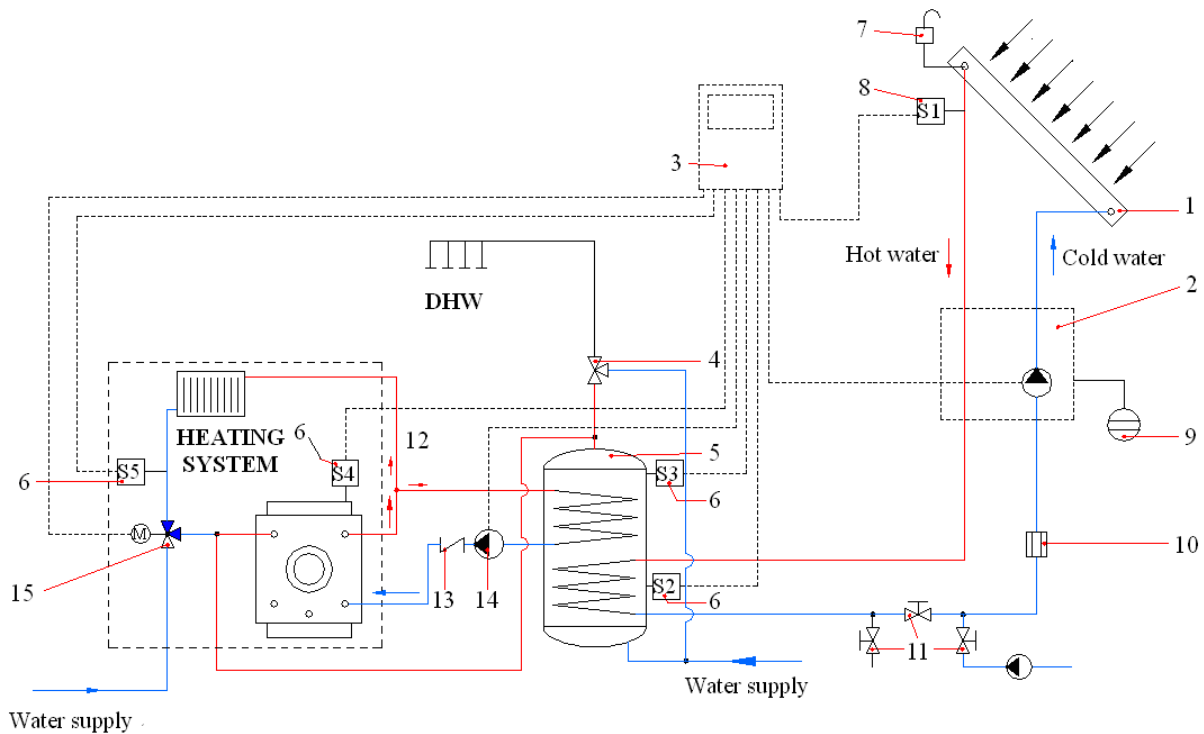 7
8
S1
3
1
Hot water
Cold water
2
DHW
4
9
HEATING
SYSTEM
6
12
5
6
S5
S4
S3
6
M
10
15
13
14
S2
6
11
Water supply
Water supply